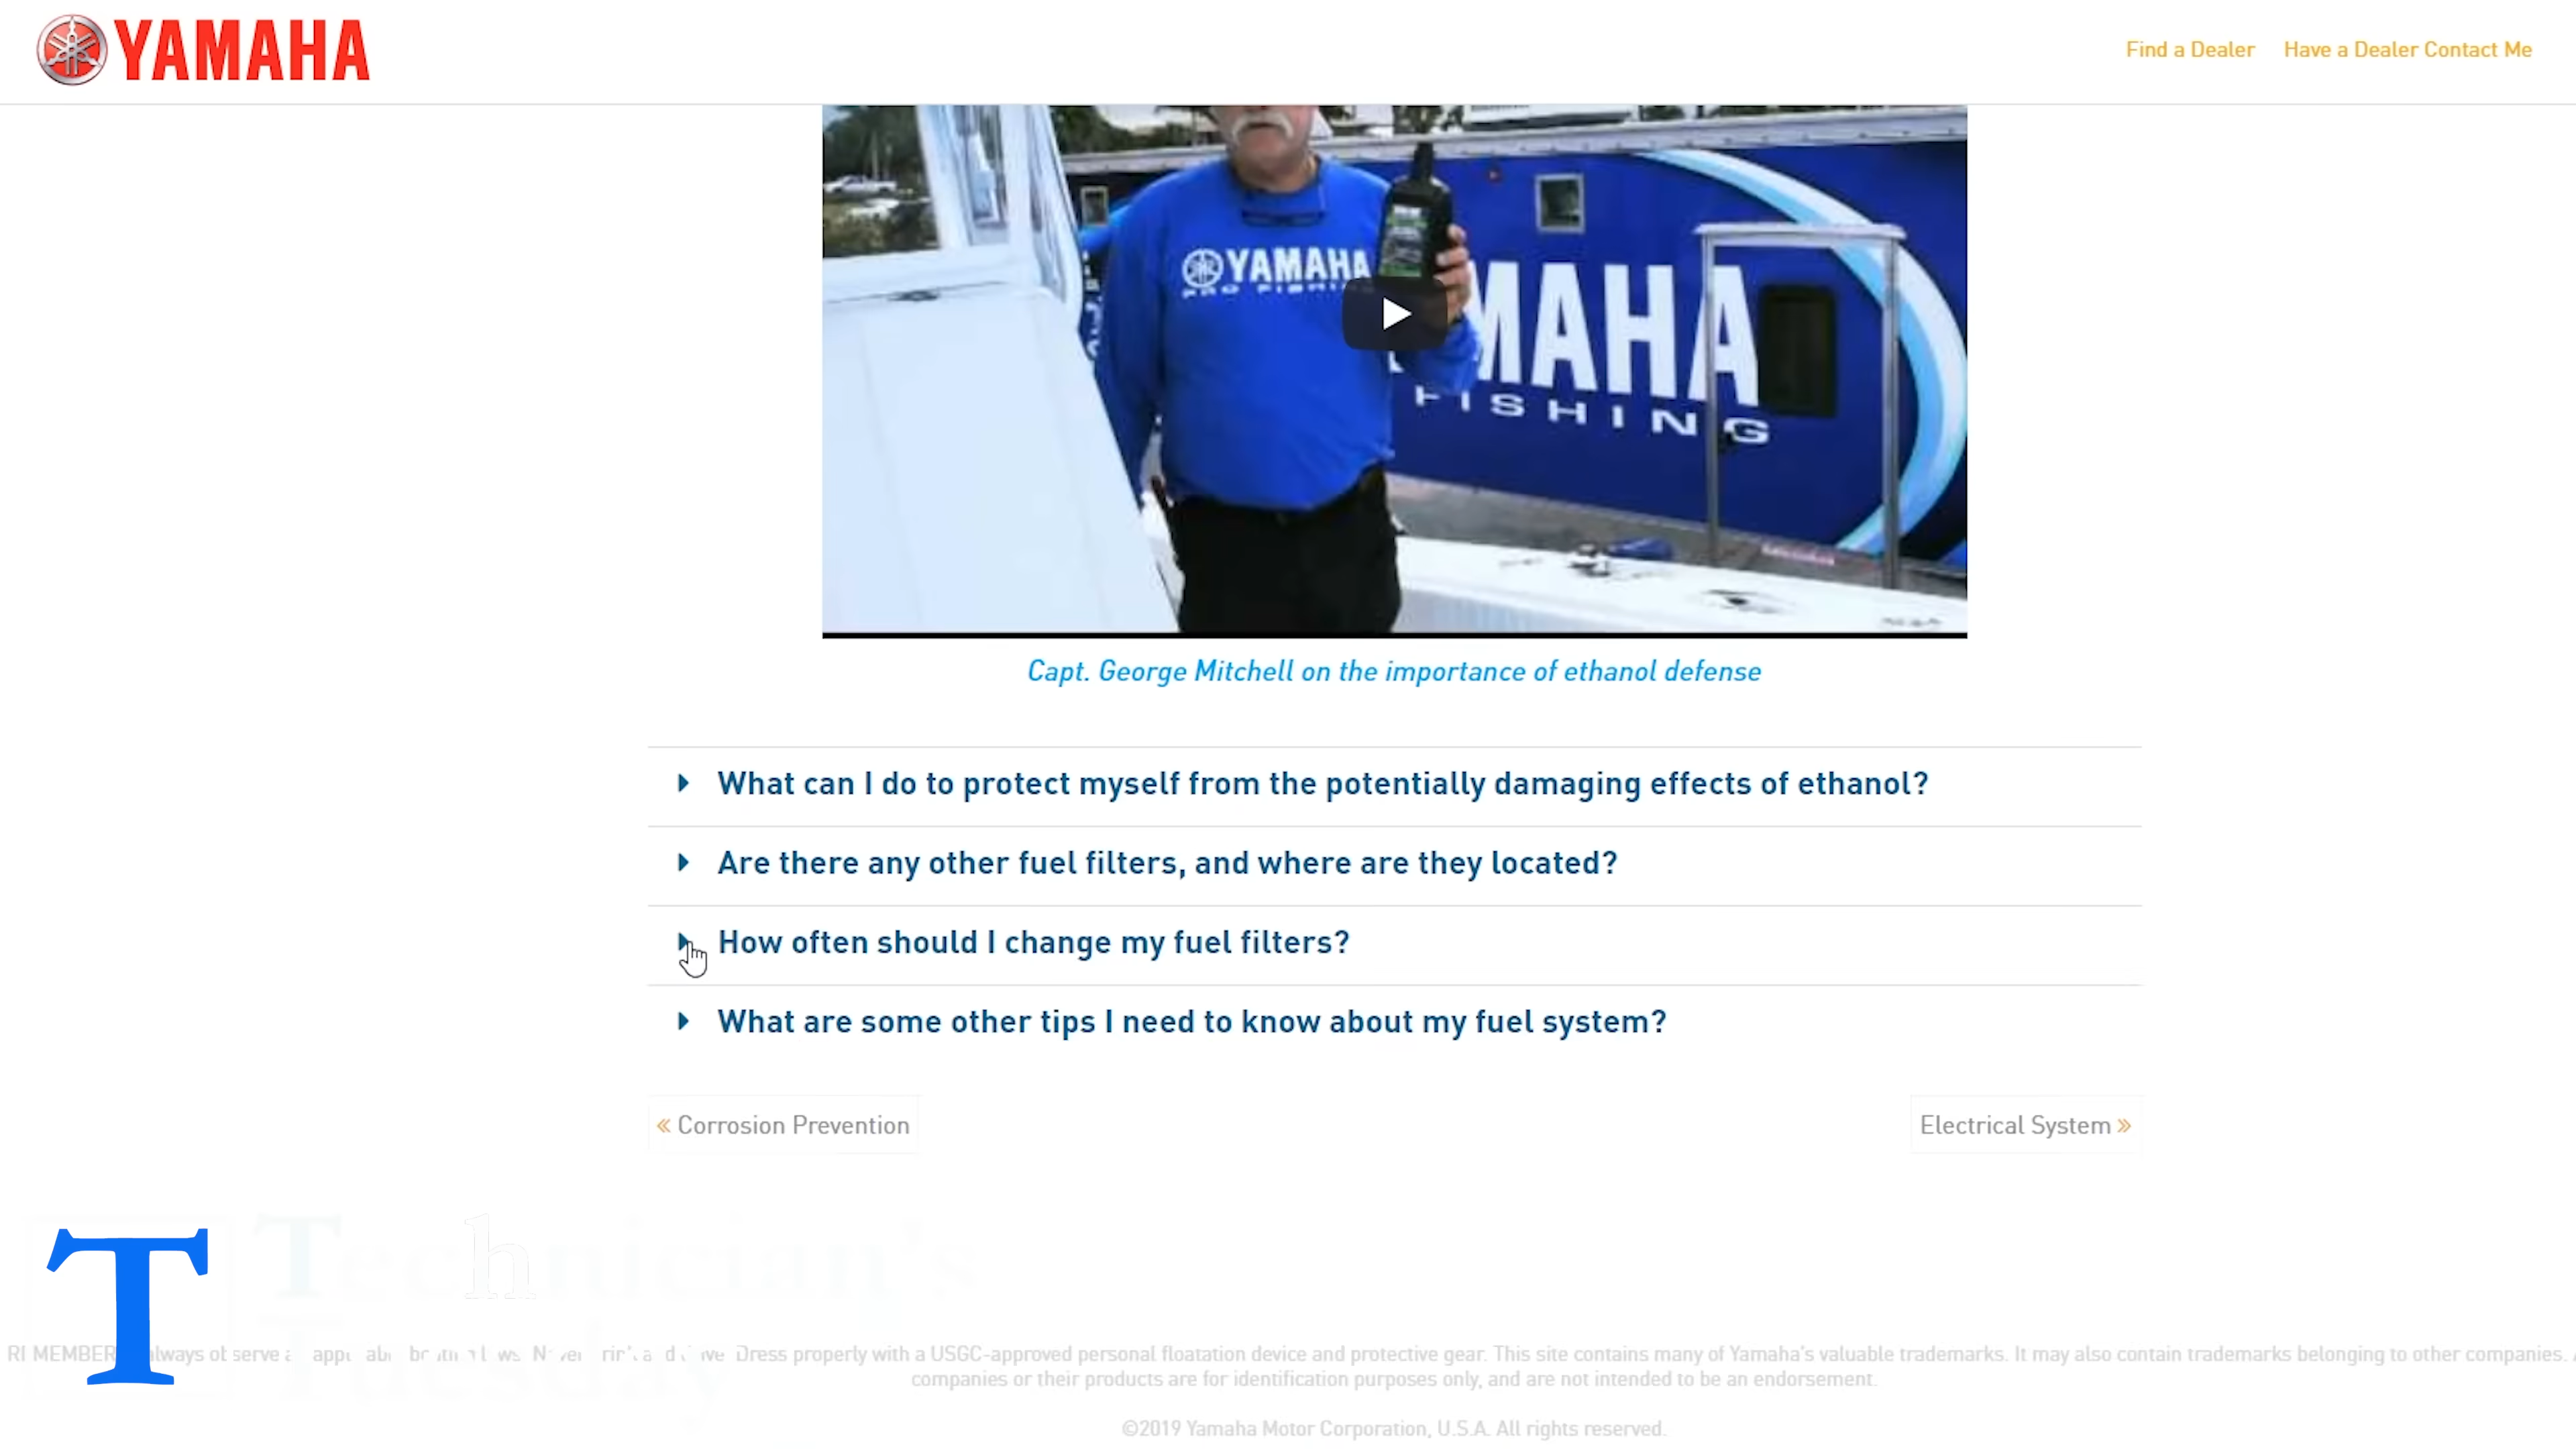 YAMAHA
Find a Dealer Have a Dealer Contact Me
YAMAHA
PRO FISHING
MAHA
FISHING
Capt. George Mitchell on the importance of ethanol defense
What can I do to protect myself from the potentially damaging effects of ethanol?
Are there any other fuel filters, and where are they located?
How often should I change my fuel filters?
What are some other tips I need to know about my fuel system?
« Corrosion Prevention
Electrical System »
T Technician's
Tuesday
Dress properly with a USGC-approved personal floatation device and protective gear. This site contains many of Yamaha's valuable trademarks. It may also contain trademarks belonging to other companies.
companies or their products are for identification purposes only, and are not intended to be an endorsement.
©2019 Yamaha Motor Corporation, U.S.A. All rights reserved.